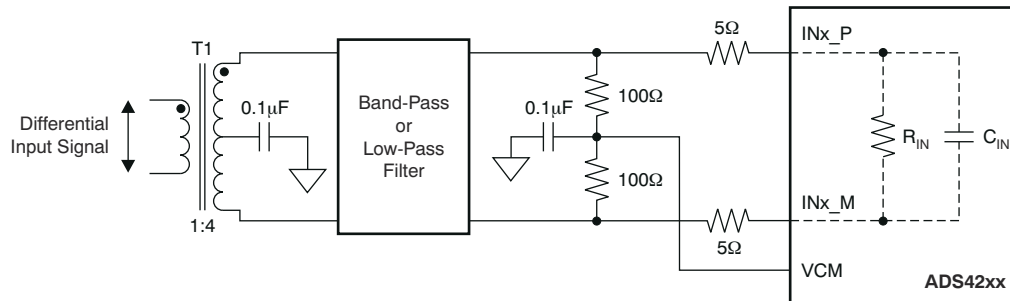 5Ω
INx_P
T1
0.1µF
Differential
Input Signal
Band-Pass
or
Low-Pass
Filter
0.1µF
100Ω
100Ω
R_IN
C_IN
INx_M
1:4
5Ω
VCM
ADS42xx